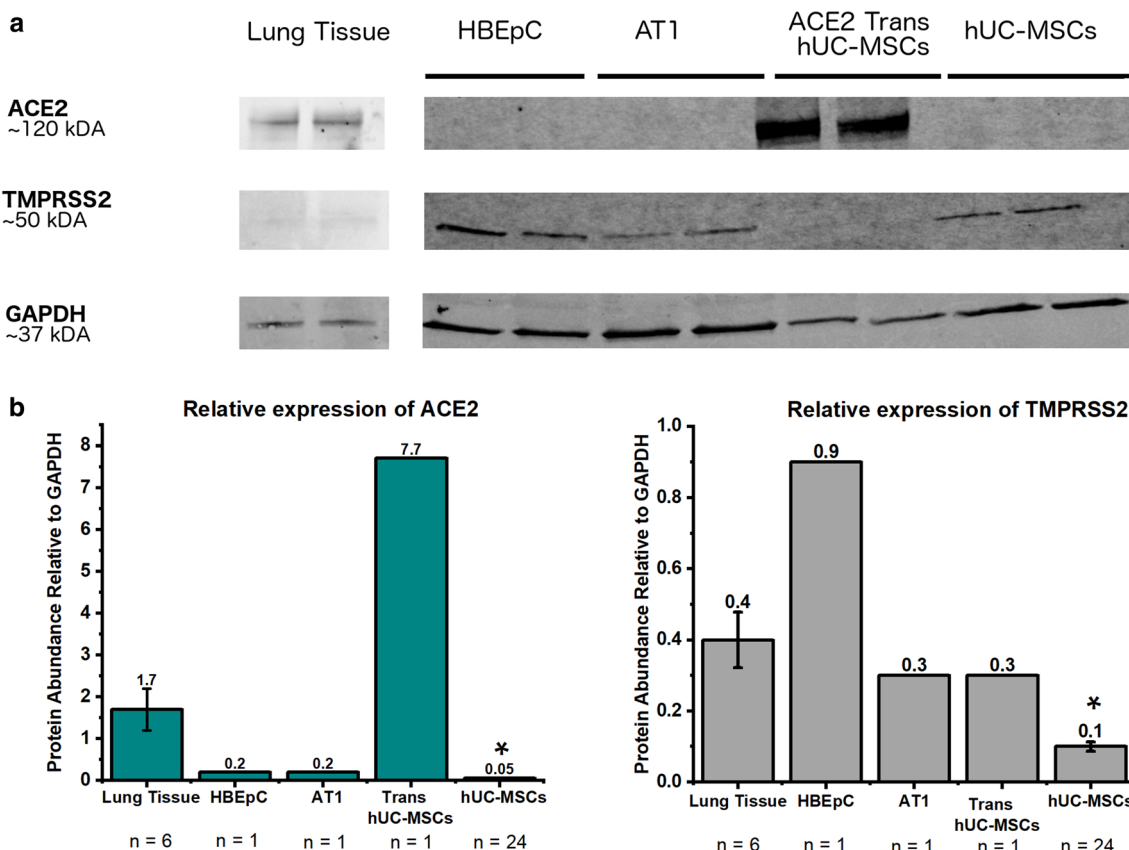 a
Lung Tissue
HBEpC
AT1
ACE2 Trans
hUC-MSCs
hUC-MSCs
ACE2
~120 kDA
TMPRSS2
~50 kDA
GAPDH
~37 kDA
b
Relative expression of ACE2
Protein Abundance Relative to GAPDH
8
7
6
5
4
3
2
1
0
1.7
0.2
0.2
7.7
*
0.05
Lung Tissue
HBEpC
AT1
Trans
hUC-MSCs
hUC-MSCs
n = 6
n = 1
n = 1
n = 1
n = 24
Relative expression of TMPRSS2
Protein Abundance Relative to GAPDH
1.0
0.8
0.6
0.4
0.2
0.0
0.4
0.9
0.3
0.3
*
0.1
Lung Tissue
HBEpC
AT1
Trans
hUC-MSCs
hUC-MSCs
n = 6
n = 1
n = 1
n = 1
n = 24